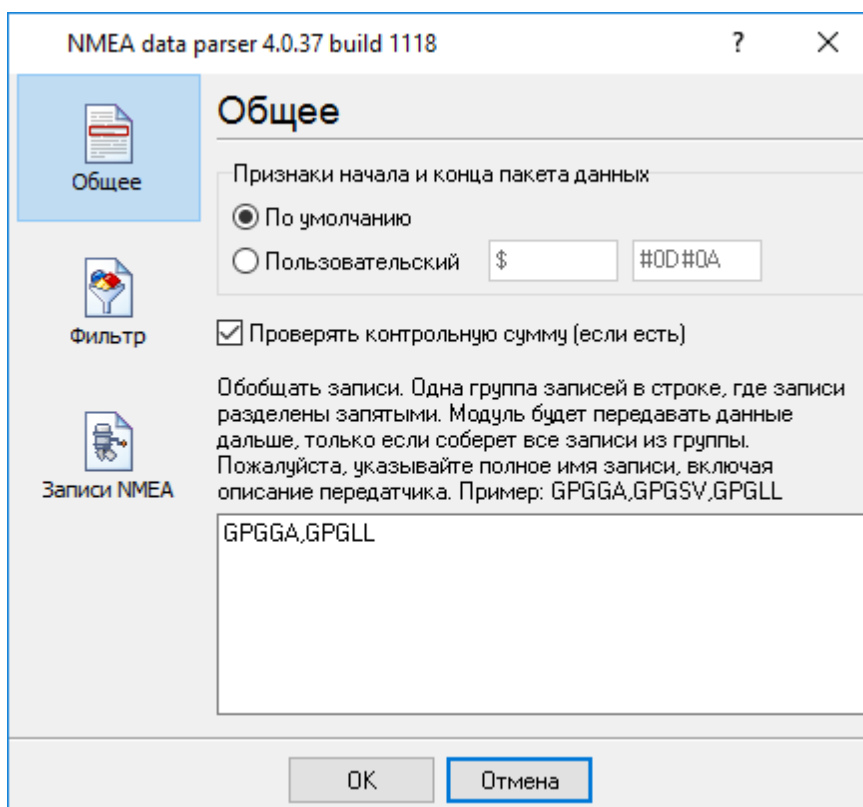 NMEA data parser 4.0.37 build 1118
?
Общее
Общее
Признаки начала и конца пакета данных
По умолчанию
Пользовательский $ #0D#0A
Фильтр
Проверять контрольную сумму (если есть)
Обобщать записи. Одна группа записей в строке, где записи
разделены запятыми. Модуль будет передавать данные
дальше, только если соберет все записи из группы.
Пожалуйста, указывайте полное имя записи, включая
описание передатчика. Пример: GPGGA,GPGSV,GPGLL
Записи NMEA
GPGGA,GPGLL
OK
Отмена